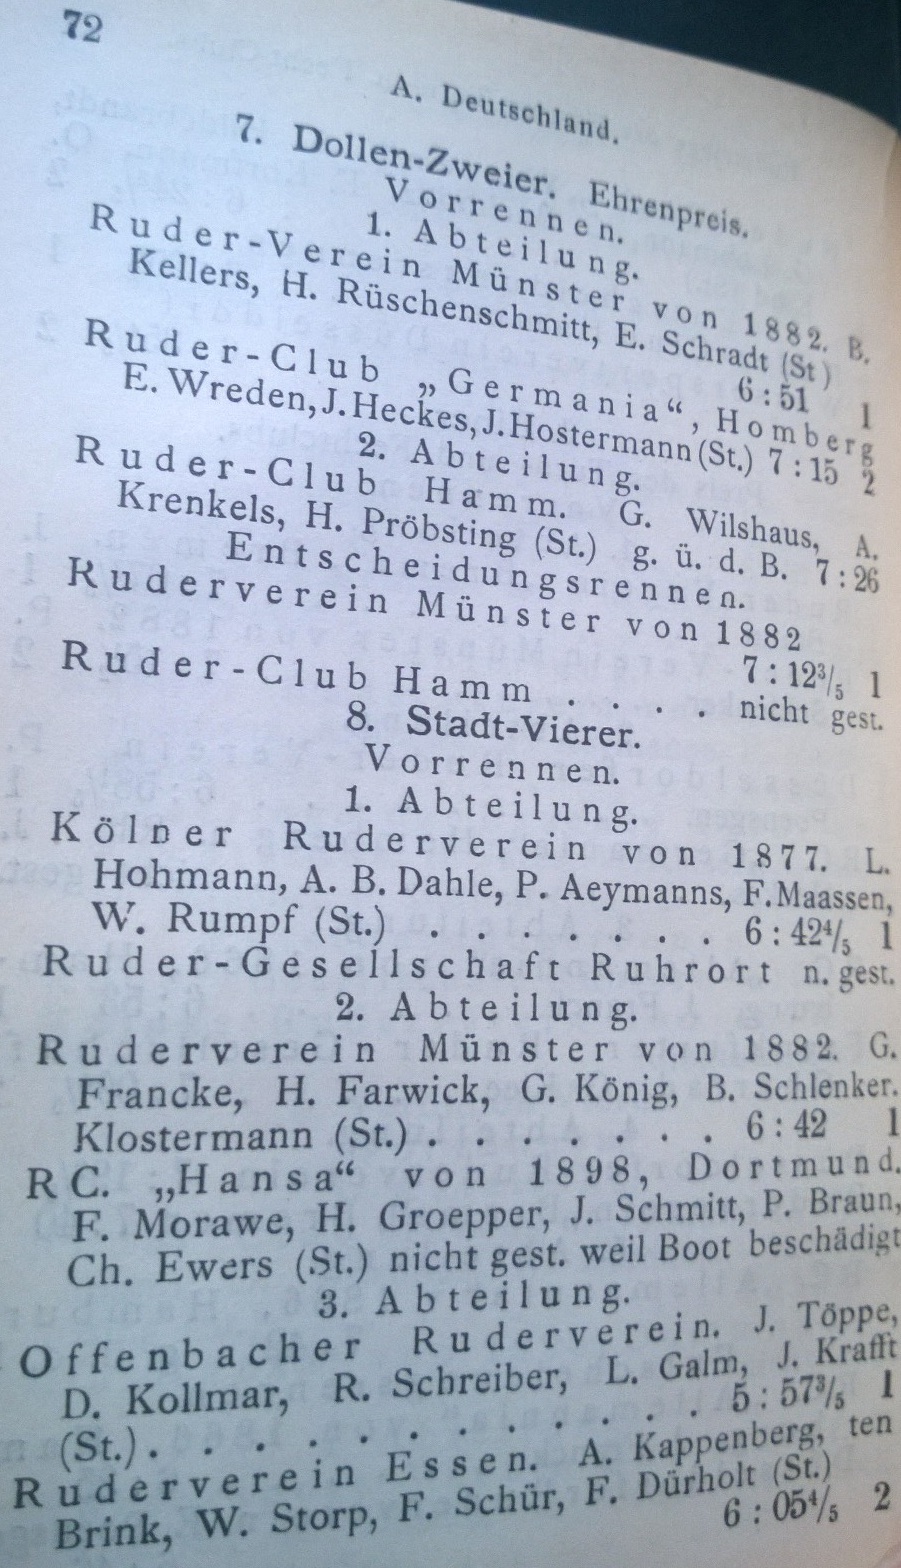 72
A. Deutschland.
7. Dollen-Zweier. Ehrenpreis.
Vorrennen.
1. Abteilung.
Ruder-Verein Münster von 1882. B.
Kellers, H. Rüschenschmitt, E. Schradt (St)
6:51 1
Ruder-Club „Germania“, Homberg
E. Wreden, J. Heckes, J. Hostermann (St.) 7:15 2
2. Abteilung.
Ruder-Club Hamm. G. Wilshaus, A.
Krenkels, H. Pröbsting (St.) g. ü. d. B. 7:26
Entscheidungsrennen.
Ruderverein Münster von 1882
7:12³/₅ 1
Ruder-Club Hamm . . . . nicht gest.
8. Stadt-Vierer.
Vorrennen.
1. Abteilung.
Kölner Ruderverein von 1877. L.
Hohmann, A. B. Dahle, P. Aeymanns, F. Maassen,
W. Rumpf (St.) . . . . . . . 6:42⁴/₅ 1
Ruder-Gesellschaft Ruhrort n. gest.
2. Abteilung.
Ruderverein Münster von 1882. G.
Francke, H. Farwick, G. König, B. Schlenker.
Klostermann (St.) . . . . . . . 6:42 1
RC. „Hansa“ von 1898, Dortmund.
F. Morawe, H. Groepper, J. Schmitt, P. Braun,
Ch. Ewers (St.) nicht gest. weil Boot beschädigt
3. Abteilung.
Offenbacher Ruderverein. J. Töppe,
D. Kollmar, R. Schreiber, L. Galm, J. Krafft
(St.) . . . . . . . . . . . 5:57³/₅ 1
Ruderverein Essen. A. Kappenberg, ten
Brink, W. Storp, F. Schür, F. Dürholt (St.)
6:05⁴/₅ 2